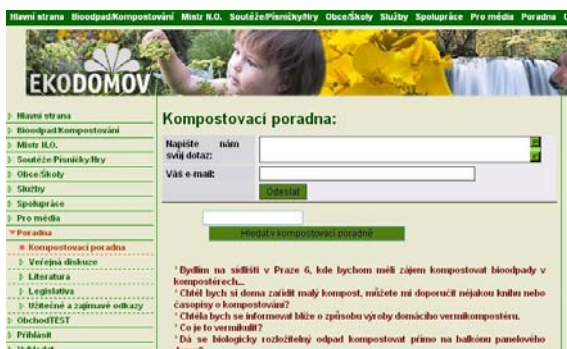 Hlavní strana Bioodpad/Kompostování Mistr N.O. Soutěže/Písničky/Hry Obce/Školy Služby Spolupráce Pro média Poradna
EKODOMOV
Hlavní strana
Bioodpad/Kompostování
Mistr N.O.
Soutěže/Písničky/Hry
Obce/Školy
Služby
Spolupráce
Pro média
Poradna
Kompostovací poradna
Veřejná diskuze
Literatura
Legislativa
Užitečné a zajímavé odkazy
ObchodTEST
Přihlásit
Kompostovací poradna:
Napište nám
svůj dotaz:
Váš e-mail:
Odeslat
Hledat v kompostovací poradně
' Bydlím na sídlišti v Praze 6, kde bychom měli zájem kompostovat bioodpady v
kompostérech...
' Chtěl bych si doma zařídit malý kompost, můžete mi doporučit nějakou knihu nebo
časopisy o kompostování?
' Chtěla bych se informovat blíže o způsobu výroby domácího vermikompostéru.
' Co je to vermikulit?
' Dá se biologicky rozložitelný odpad kompostovat přímo na balkónu panelového